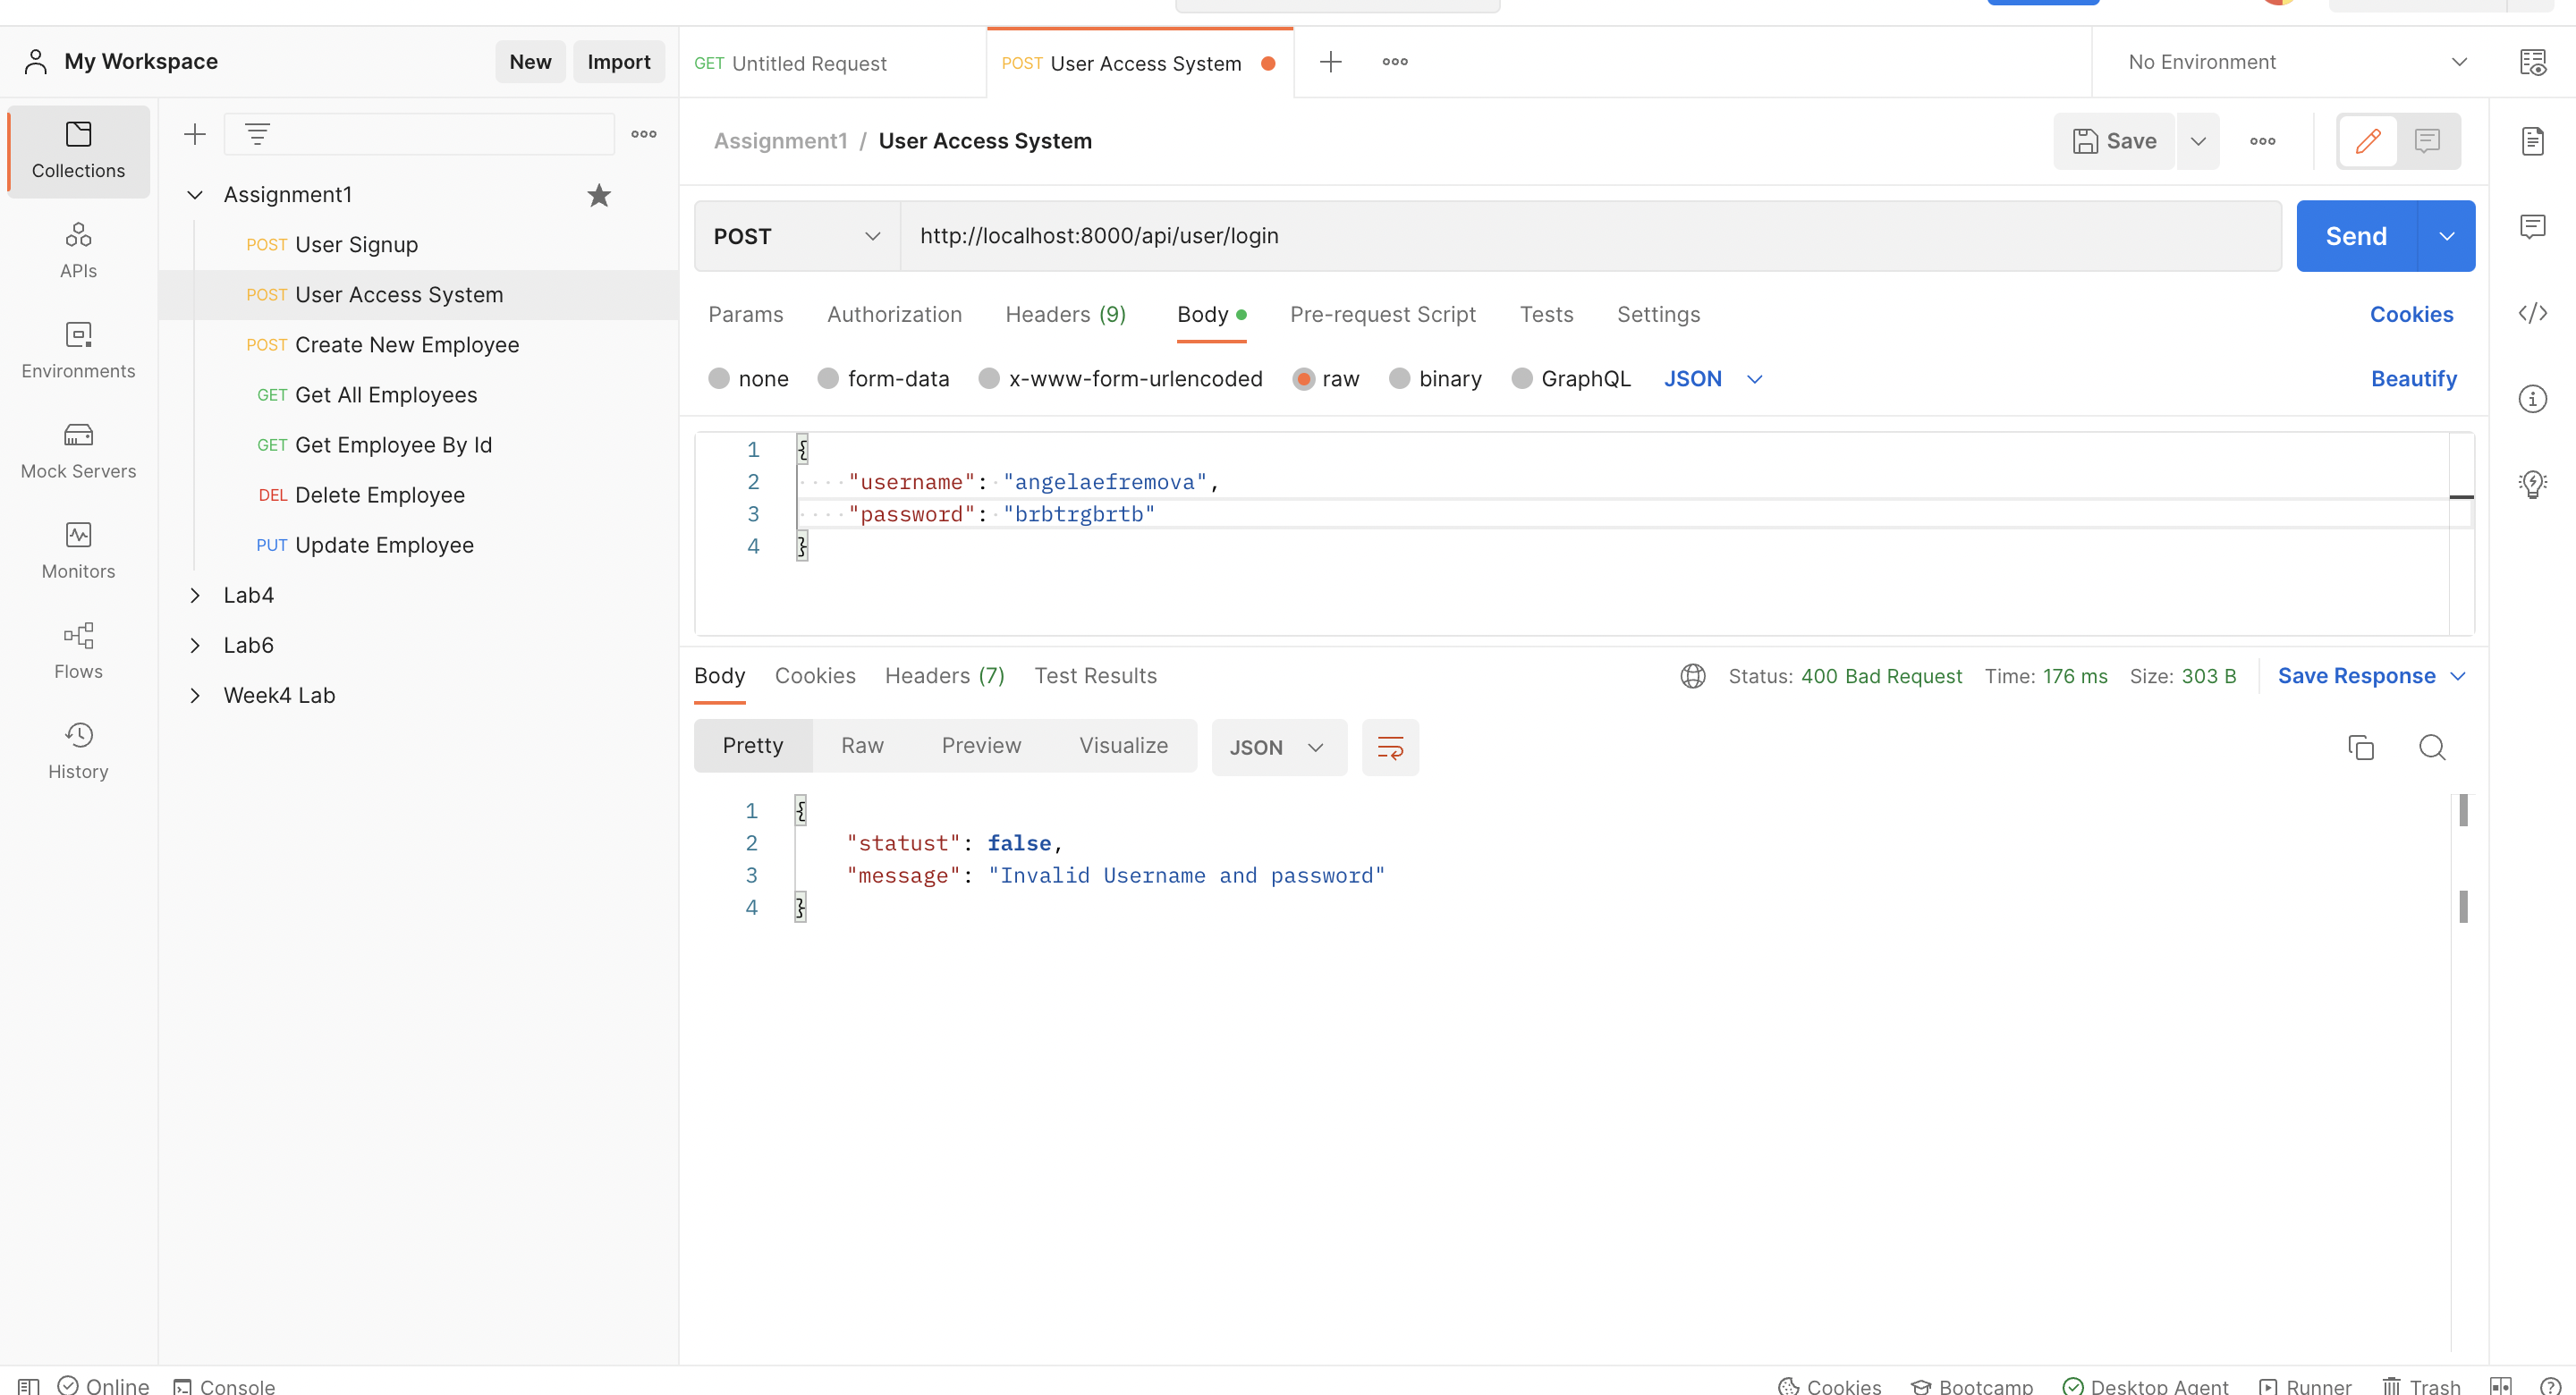 My Workspace
New
Import
GET Untitled Request
POST User Access System
No Environment
Collections
APIs
Environments
Mock Servers
Monitors
Flows
History
Assignment1
POST User Signup
POST User Access System
POST Create New Employee
GET Get All Employees
GET Get Employee By Id
DEL Delete Employee
PUT Update Employee
Lab4
Lab6
Week4 Lab
Assignment1 / User Access System
Save
POST http://localhost:8000/api/user/login
Send
Params Authorization Headers (9) Body Pre-request Script Tests Settings Cookies
none form-data x-www-form-urlencoded raw binary GraphQL JSON Beautify
1 {
2 "username": "angelaefremova",
3 "password": "brbtrgbrtb"
4 }
Body Cookies Headers (7) Test Results Status: 400 Bad Request Time: 176 ms Size: 303 B Save Response
Pretty Raw Preview Visualize JSON
1 {
2 "statust": false,
3 "message": "Invalid Username and password"
4 }
Online Console Cookies Bootcamp Desktop Agent Runner Trash